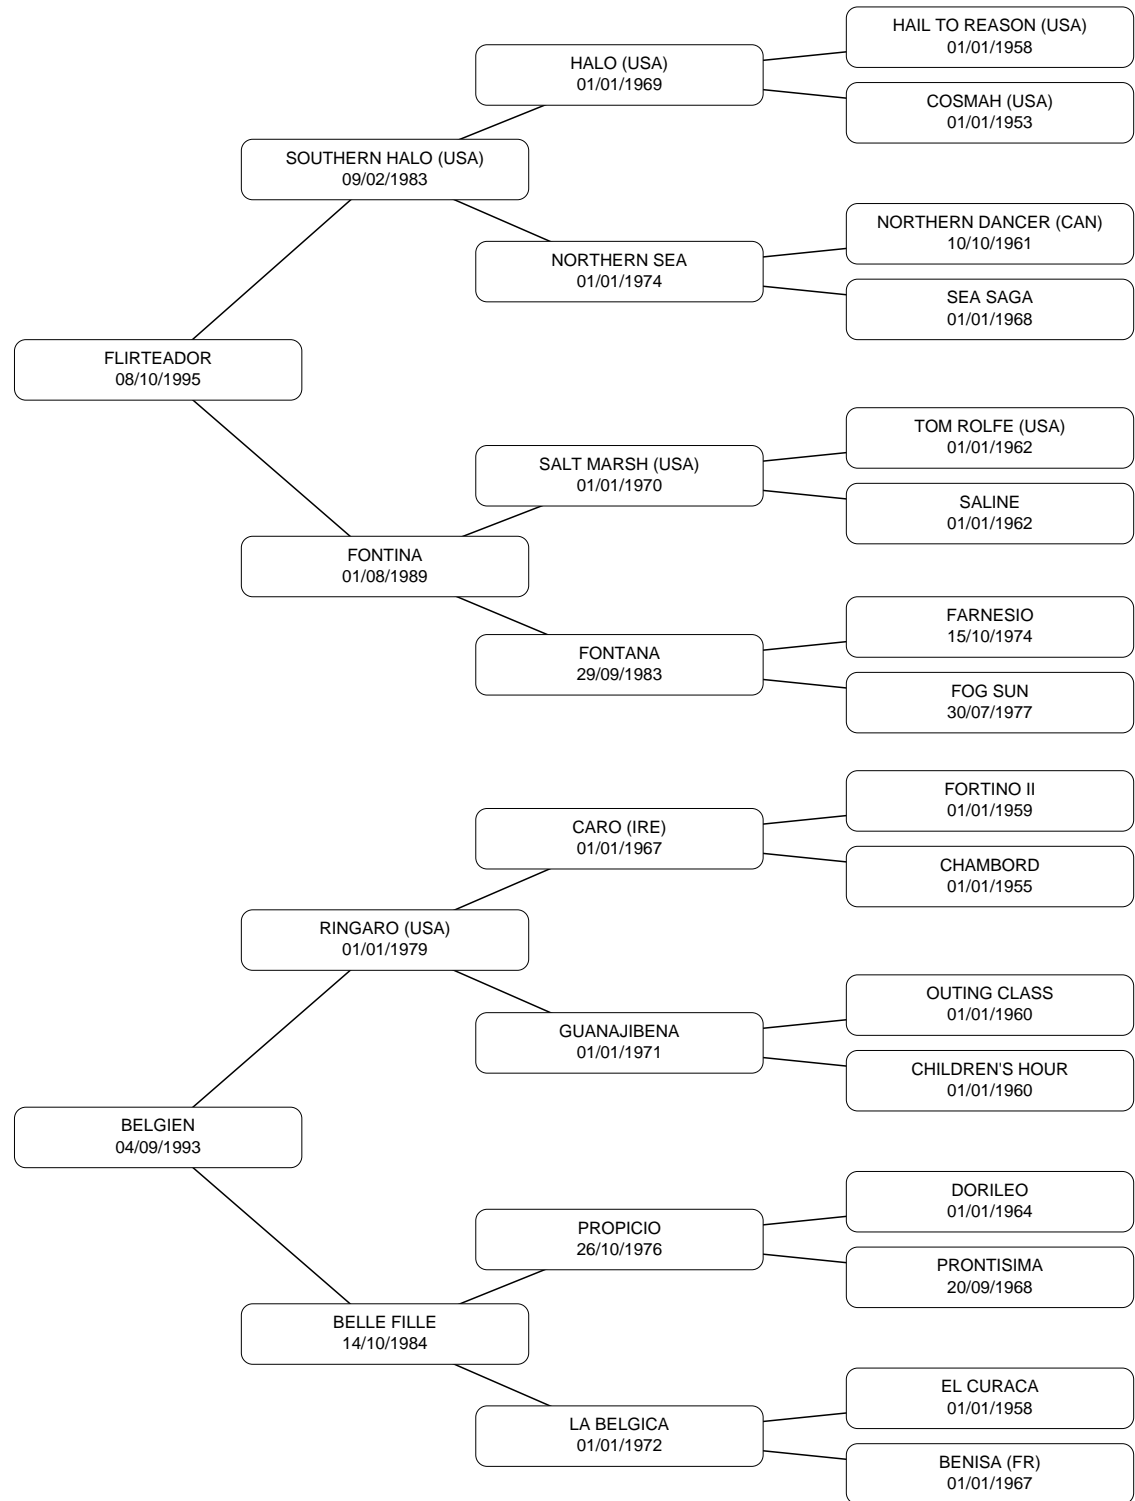 HAIL TO REASON (USA)
01/01/1958
HALO (USA)
01/01/1969
COSMAH (USA)
01/01/1953
SOUTHERN HALO (USA)
09/02/1983
NORTHERN DANCER (CAN)
10/10/1961
NORTHERN SEA
01/01/1974
SEA SAGA
01/01/1968
FLIRTEADOR
08/10/1995
TOM ROLFE (USA)
01/01/1962
SALT MARSH (USA)
01/01/1970
SALINE
01/01/1962
FONTINA
01/08/1989
FARNESIO
15/10/1974
FONTANA
29/09/1983
FOG SUN
30/07/1977
FORTINO II
01/01/1959
CARO (IRE)
01/01/1967
CHAMBORD
01/01/1955
RINGARO (USA)
01/01/1979
OUTING CLASS
01/01/1960
GUANAJIBENA
01/01/1971
CHILDREN'S HOUR
01/01/1960
BELGIEN
04/09/1993
DORILEO
01/01/1964
PROPICIO
26/10/1976
PRONTISIMA
20/09/1968
BELLE FILLE
14/10/1984
EL CURACA
01/01/1958
LA BELGICA
01/01/1972
BENISA (FR)
01/01/1967